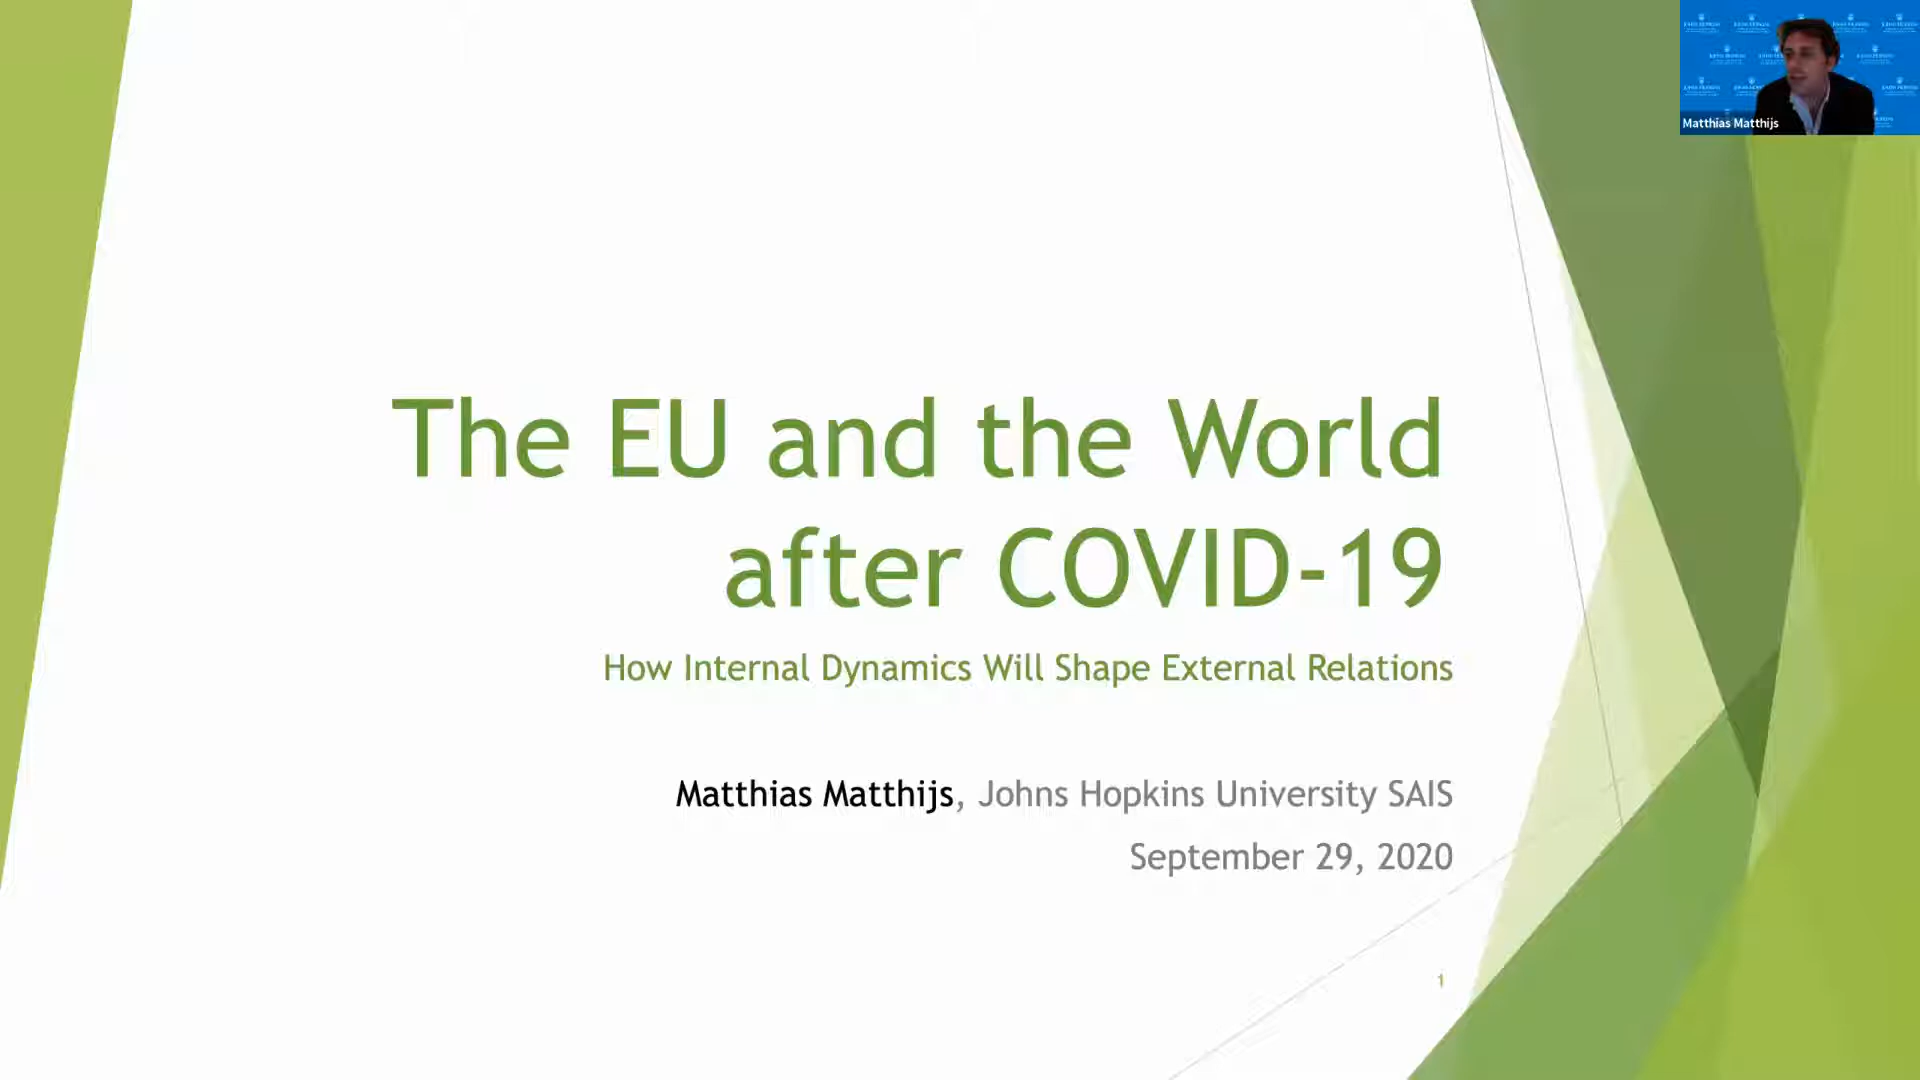 Matthias Matthijs
The EU and the World
after COVID-19
How Internal Dynamics Will Shape External Relations
Matthias Matthijs, Johns Hopkins University SAIS
September 29, 2020
1